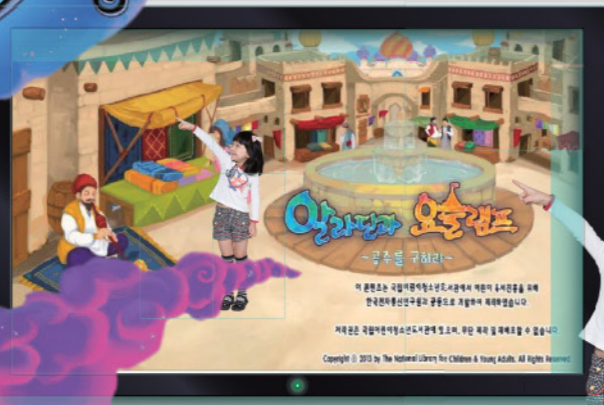 알라딘과 요술램프
~공주를 구해라~
이 콘텐츠는 국립어린이청소년도서관에서 어린이 독서진흥을 위해
한국전자통신연구원과 공동으로 개발하여 제작하였습니다
저작권은 국립어린이청소년도서관에 있으며, 무단 복제 및 재배포할 수 없습니다
Copyright ⓒ 2013 by The National Library for Children & Young Adults. All Rights Reserved